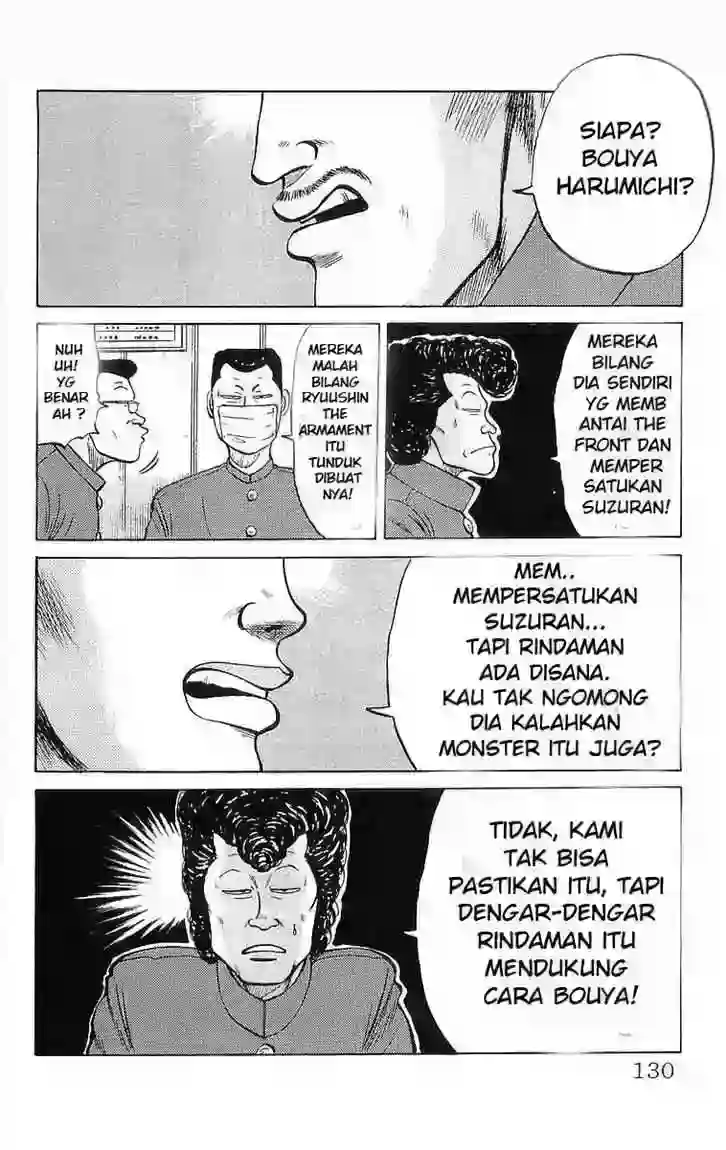 SIAPA?
BOUYA
HARUMICHI?
MEREKA
BILANG
DIA SENDIRI
YG MEMB
ANTAI THE
FRONT DAN
MEMPER
SATUKAN
SUZURAN!
MEREKA
MALAH
BILANG
RYUUSHIN
THE
ARMAMENT
ITU
TUNDUK
DIBUAT
NYA!
NUH
UH!
YG
BENAR
AH ?
MEM..
MEMPERSATUKAN
SUZURAN...
TAPI RINDAMAN
ADA DISANA.
KAU TAK NGOMONG
DIA KALAHKAN
MONSTER ITU JUGA?
TIDAK, KAMI
TAK BISA
PASTIKAN ITU, TAPI
DENGAR-DENGAR
RINDAMAN ITU
MENDUKUNG
CARA BOUYA!
130